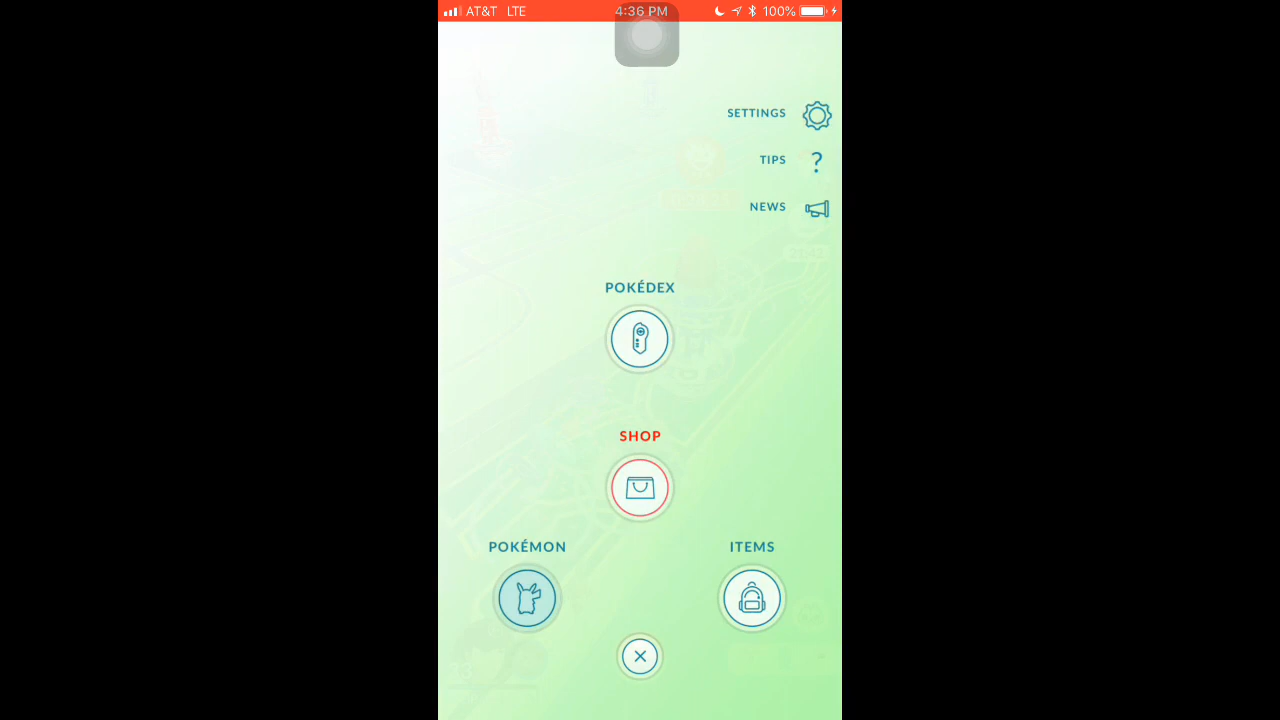 AT&T LTE 4:36 PM 100%
SETTINGS
TIPS
?
NEWS
POKÉDEX
SHOP
POKÉMON
ITEMS